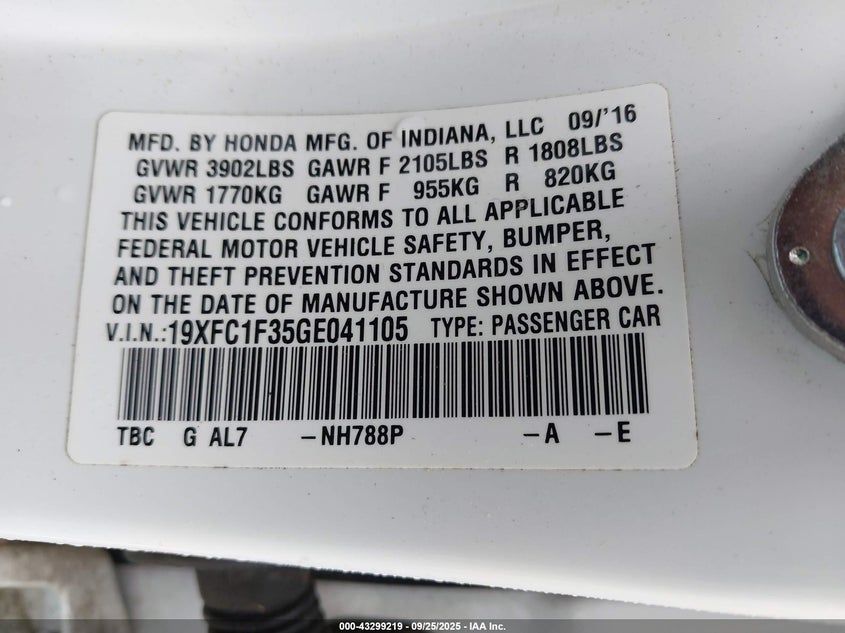 MFD. BY HONDA MFG. OF INDIANA, LLC 09/'16
GVWR 3902LBS GAWR F 2105LBS R 1808LBS
GVWR 1770KG GAWR F 955KG R 820KG
THIS VEHICLE CONFORMS TO ALL APPLICABLE
FEDERAL MOTOR VEHICLE SAFETY, BUMPER,
AND THEFT PREVENTION STANDARDS IN EFFECT
ON THE DATE OF MANUFACTURE SHOWN ABOVE.
V.I.N.:19XFC1F35GE041105 TYPE: PASSENGER CAR
TBC G AL7 -NH788P -A -E
000-43299219 - 09/25/2025 - IAA Inc.